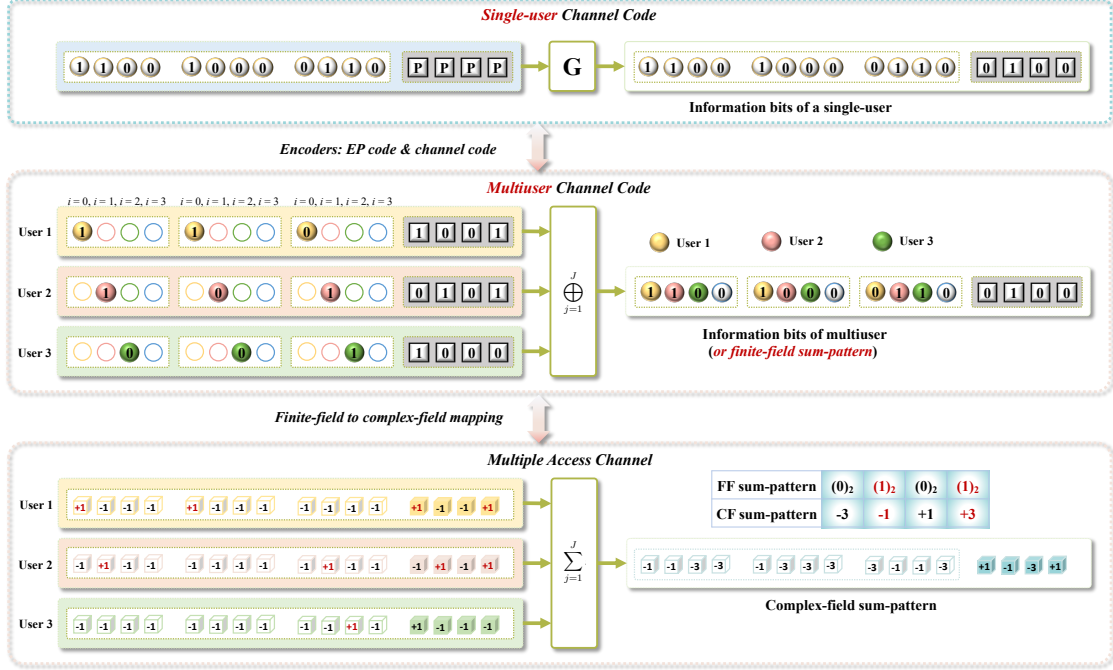 Single-user Channel Code
1 1 0 0 1 0 0 0 0 1 1 0 P P P P G 1 1 0 0 1 0 0 0 0 1 1 0 0 1 0 0
Information bits of a single-user
Encoders: EP code & channel code
Multiuser Channel Code
i = 0, i = 1, i = 2, i = 3 i = 0, i = 1, i = 2, i = 3 i = 0, i = 1, i = 2, i = 3
User 1 1 1 0 1 0 0 1
User 1 User 2 User 3
User 2 1 0 1 0 1 0 1
J
⊕
j=1
1 1 0 0 1 0 0 0 0 1 1 0 0 1 0 0
Information bits of multiuser
(or finite-field sum-pattern)
User 3 0 0 1 1 0 0 0
Finite-field to complex-field mapping
Multiple Access Channel
User 1 +1 -1 -1 -1 +1 -1 -1 -1 -1 -1 -1 -1 +1 -1 -1 +1
FF sum-pattern (0)₂ (1)₂ (0)₂ (1)₂
CF sum-pattern -3 -1 +1 +3
User 2 -1 +1 -1 -1 -1 -1 -1 -1 -1 +1 -1 -1 -1 +1 -1 +1
J
∑
j=1
-1 -1 -3 -3 -1 -3 -3 -3 -3 -1 -1 -3 +1 -1 -3 +1
Complex-field sum-pattern
User 3 -1 -1 -1 -1 -1 -1 -1 -1 -1 -1 +1 -1 +1 -1 -1 -1